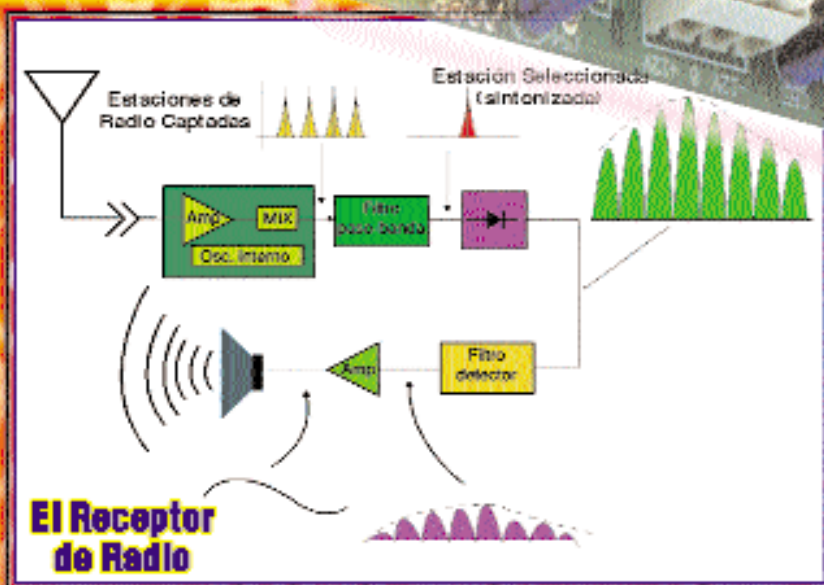 Estaciones de
Radio Captadas
Estación Seleccionada
(sintonizada)
Amp
MIX
Osc. interno
Filtro
pasa-banda
Amp
Filtro
detector
El Receptor
de Radio